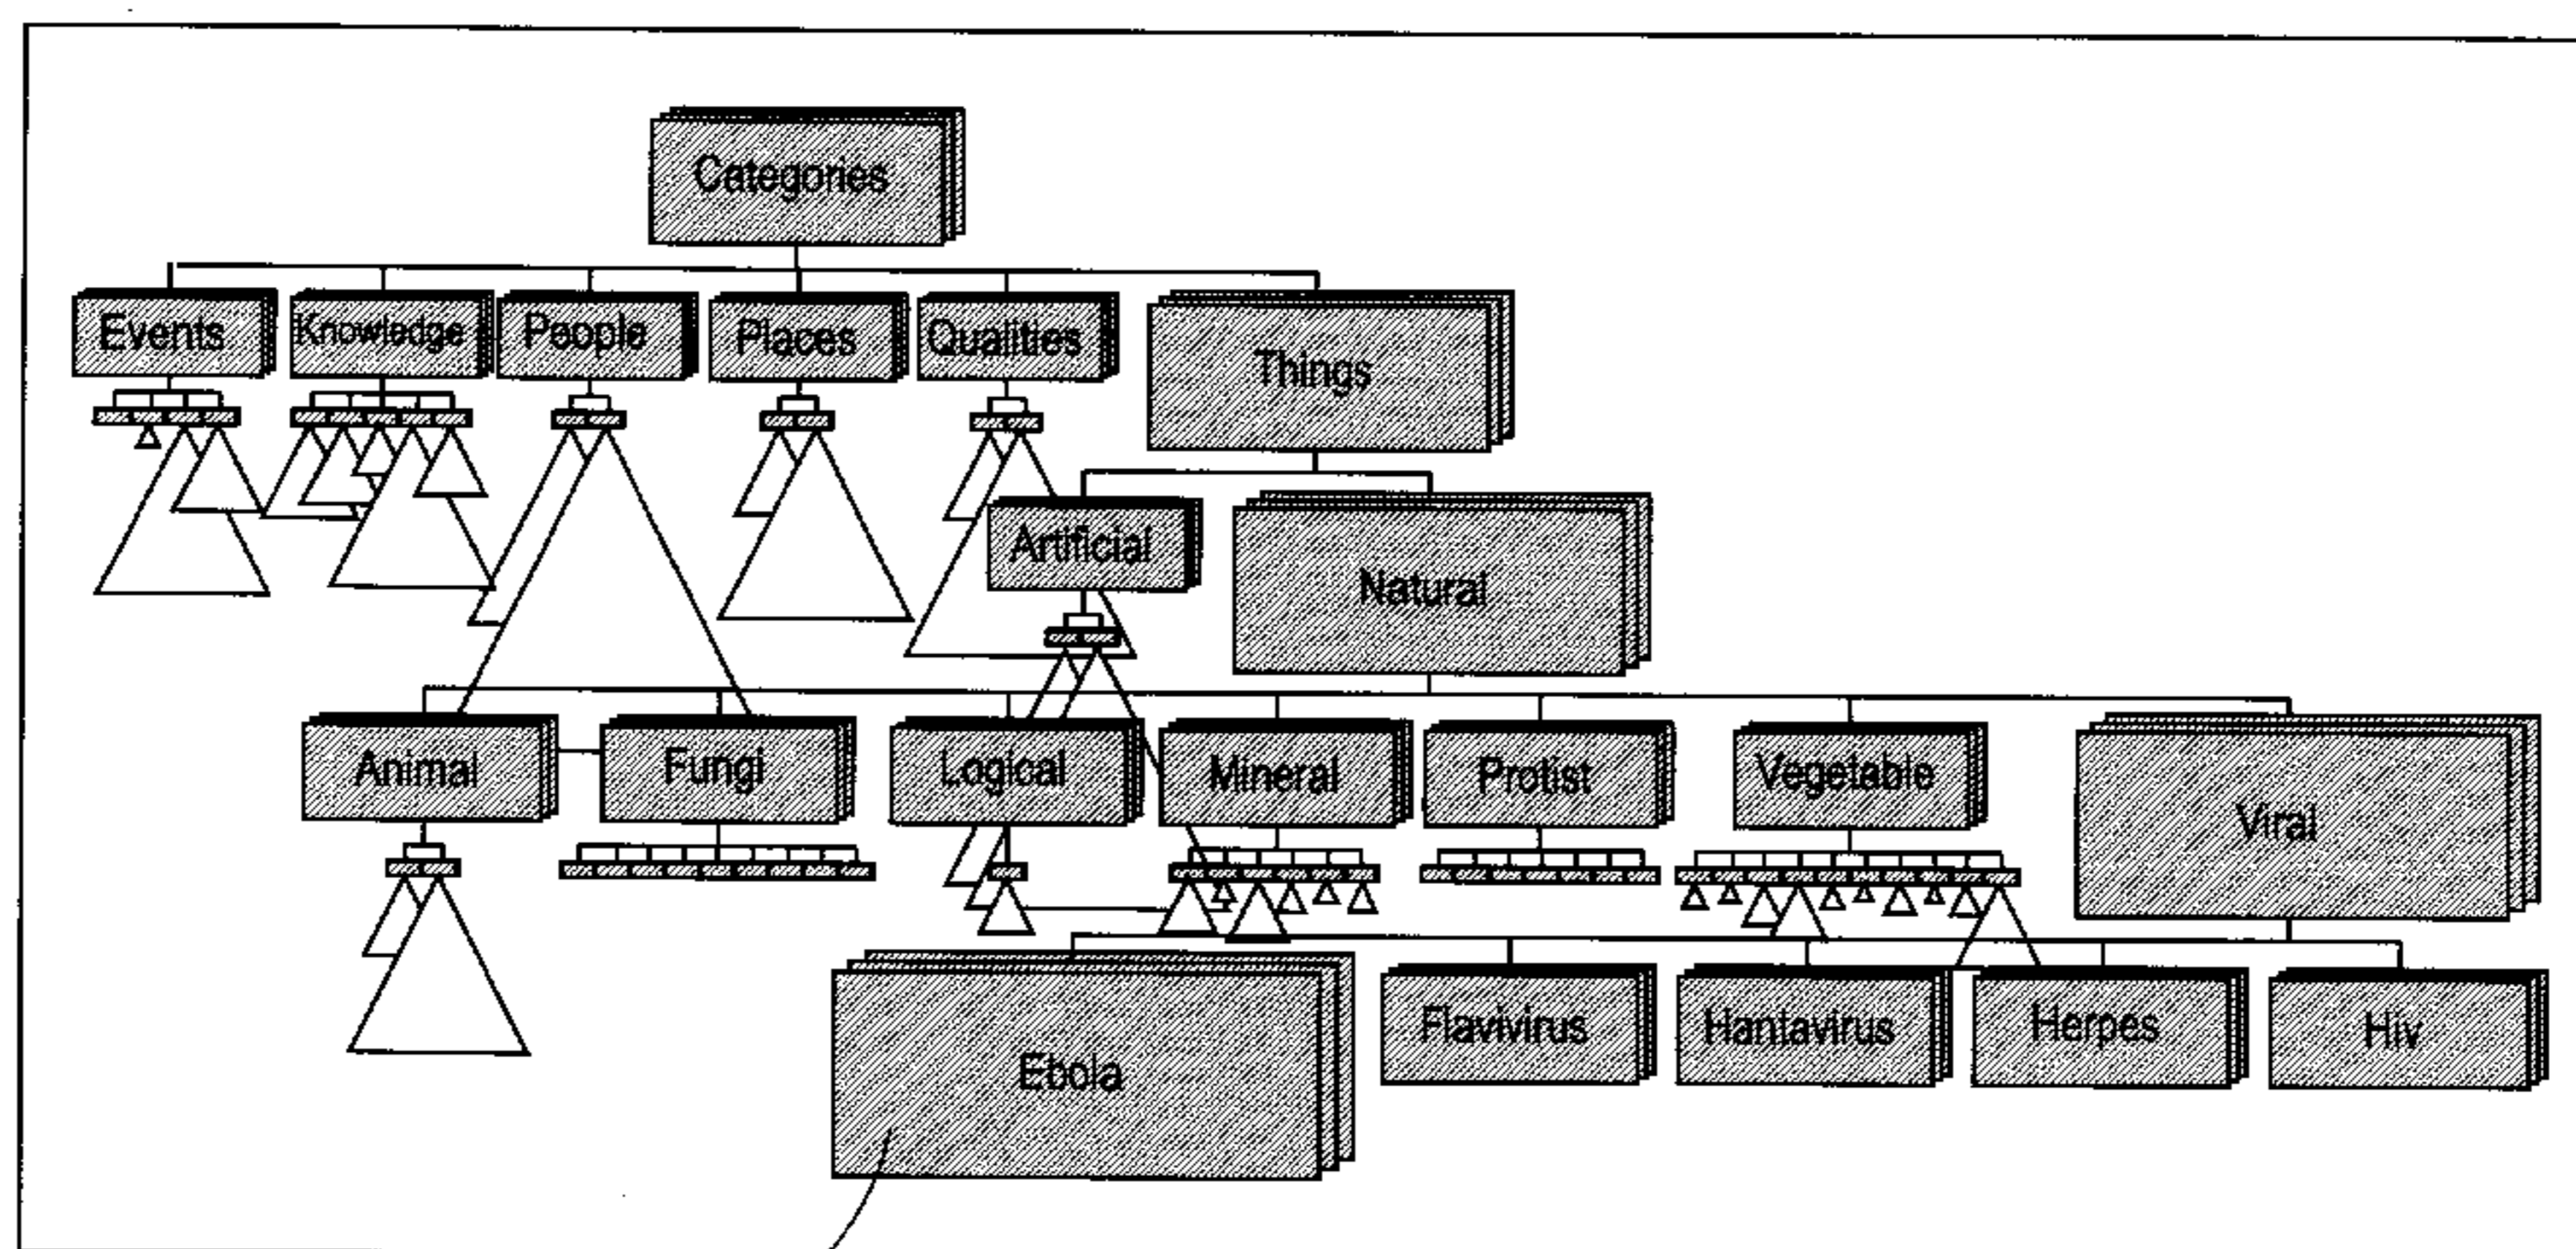 Categories
Events
Knowledge
People
Places
Qualities
Things
Artificial
Natural
Animal
Fungi
Logical
Mineral
Protist
Vegetable
Viral
Ebola
Flavivirus
Hantavirus
Herpes
Hiv